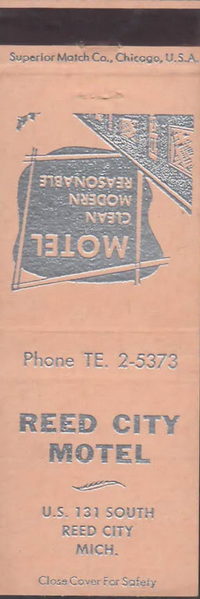 Superior Match Co., Chicago, U.S.A.
MOTEL
CLEAN
MODERN
REASONABLE
Phone TE. 2-5373
REED CITY
MOTEL
U.S. 131 SOUTH
REED CITY
MICH.
Close Cover For Safety